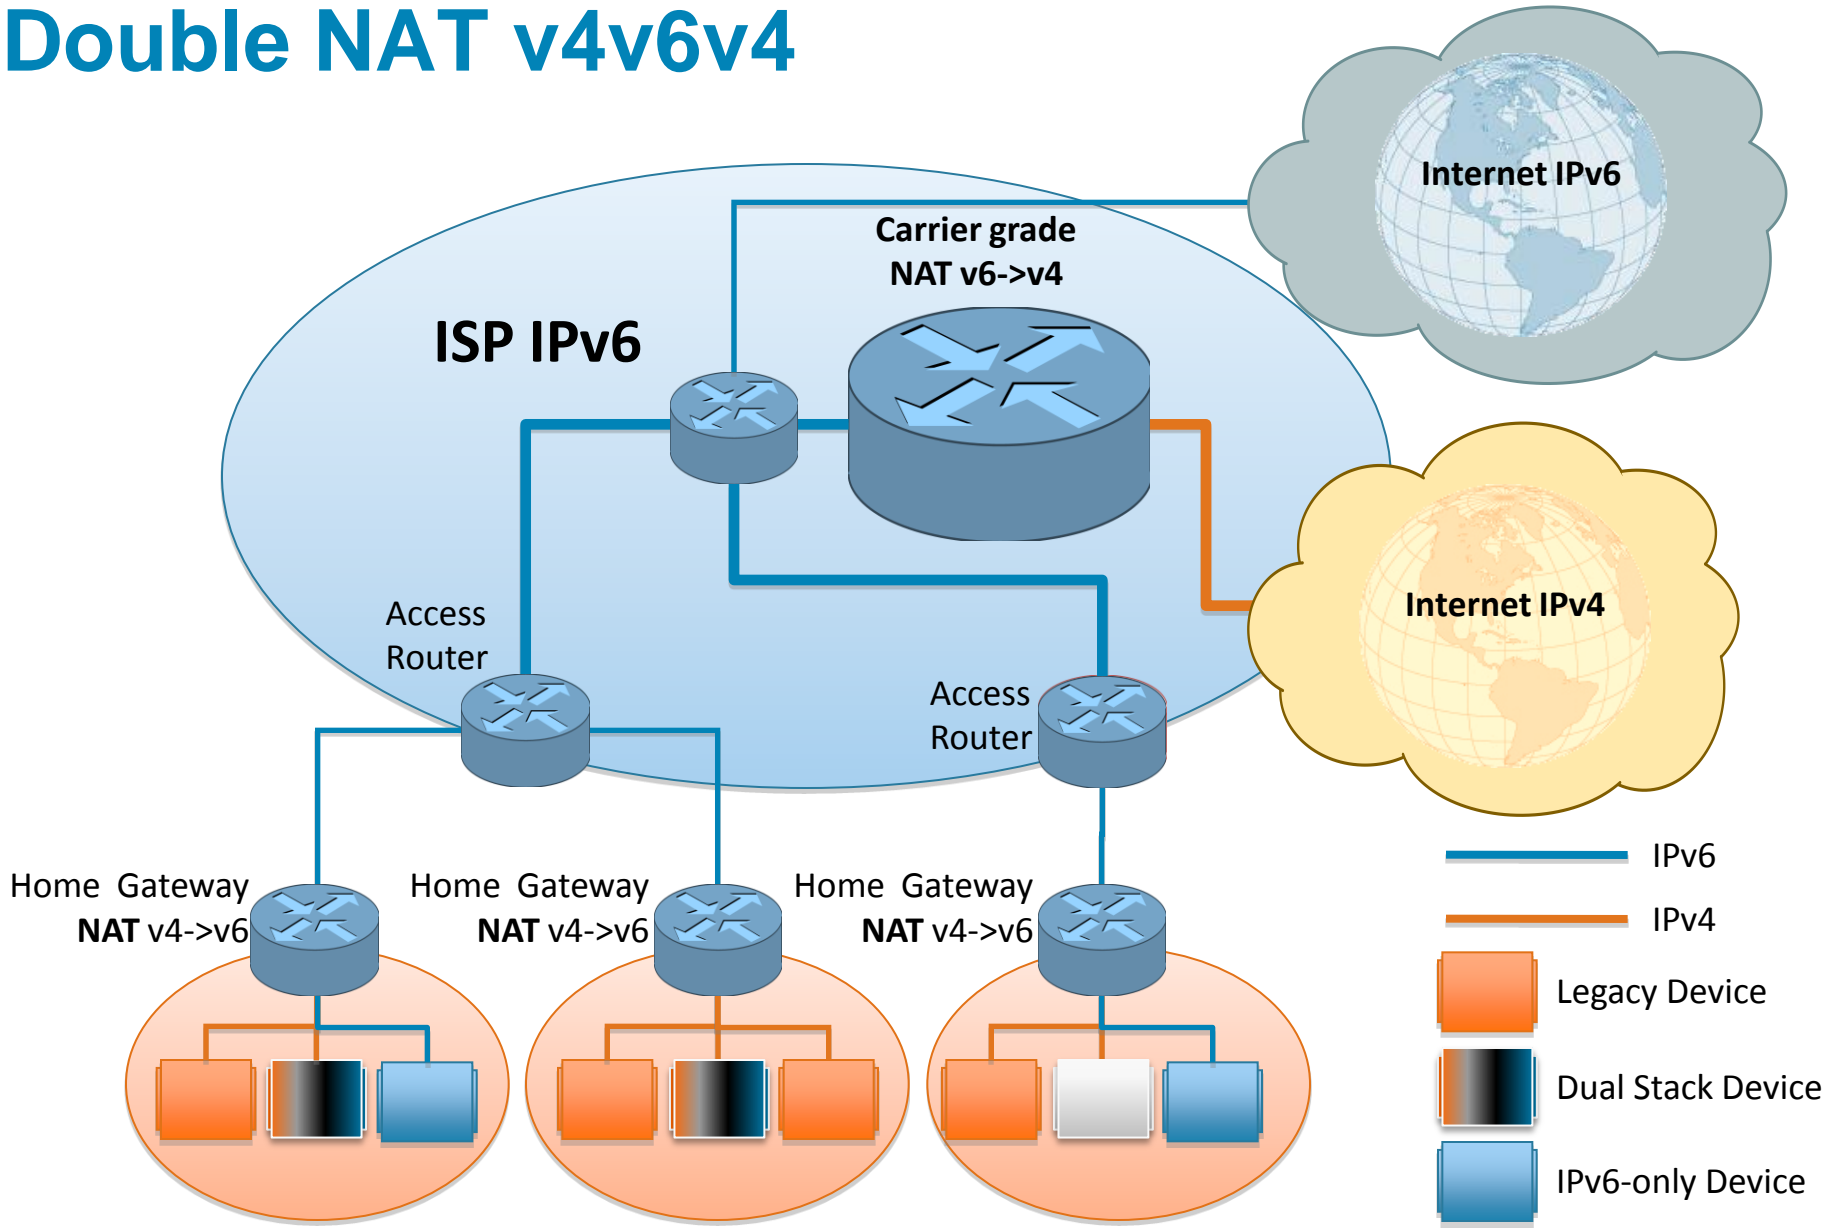 Double NAT v4v6v4
Internet IPv6
Carrier grade
NAT v6->v4
ISP IPv6
Internet IPv4
Access
Router
Access
Router
Home Gateway
NAT v4->v6
Home Gateway
NAT v4->v6
Home Gateway
NAT v4->v6
IPv6
IPv4
Legacy Device
Dual Stack Device
IPv6-only Device